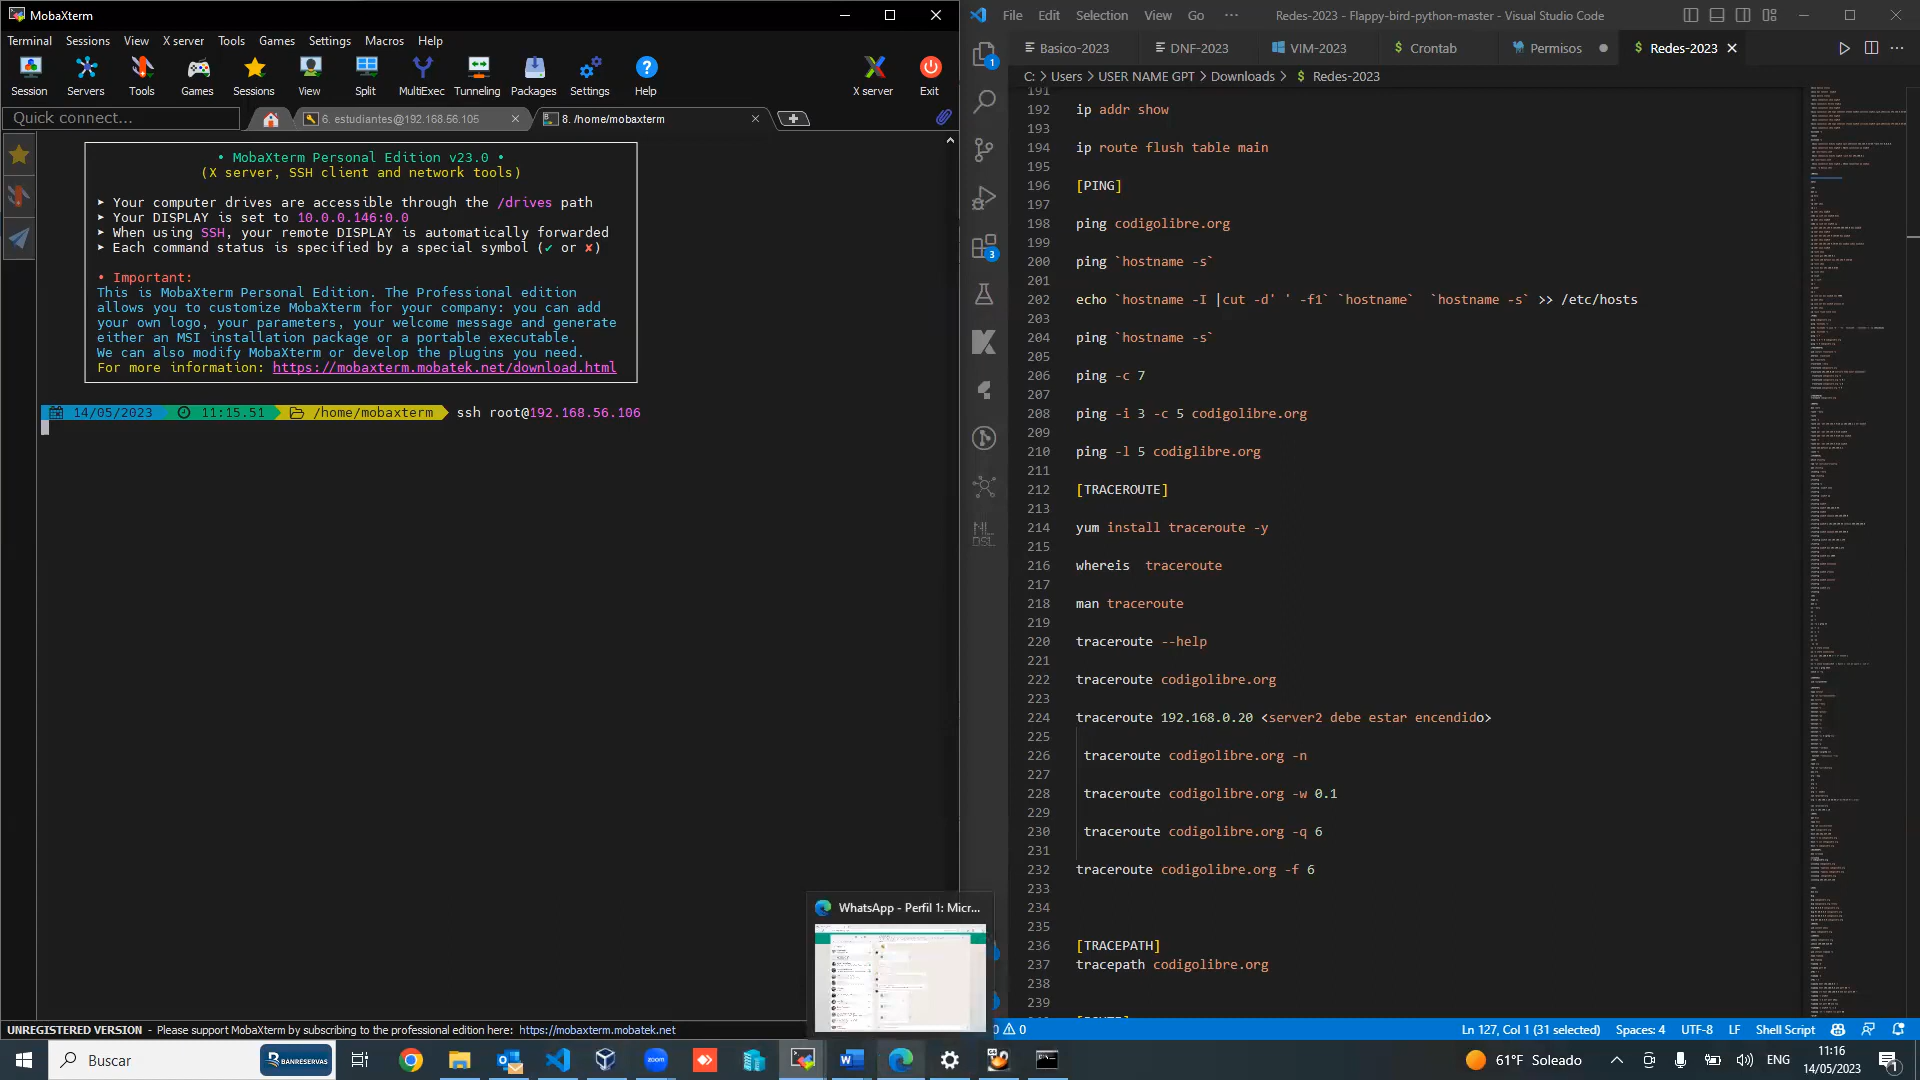 MobaXterm
Terminal Sessions View X server Tools Games Settings Macros Help
Session Servers Tools Games Sessions View Split MultiExec Tunneling Packages Settings Help X server Exit
Quick connect...
6. estudiantes@192.168.56.105
8. /home/mobaxterm
• MobaXterm Personal Edition v23.0 •
(X server, SSH client and network tools)
➤ Your computer drives are accessible through the /drives path
➤ Your DISPLAY is set to 10.0.0.146:0.0
➤ When using SSH, your remote DISPLAY is automatically forwarded
➤ Each command status is specified by a special symbol (✔ or ✘)
• Important:
This is MobaXterm Personal Edition. The Professional edition
allows you to customize MobaXterm for your company: you can add
your own logo, your parameters, your welcome message and generate
either an MSI installation package or a portable executable.
We can also modify MobaXterm or develop the plugins you need.
For more information: https://mobaxterm.mobatek.net/download.html
14/05/2023 11:15.51 /home/mobaxterm ssh root@192.168.56.106
WhatsApp - Perfil 1: Micr...
UNREGISTERED VERSION - Please support MobaXterm by subscribing to the professional edition here: https://mobaxterm.mobatek.net
File Edit Selection View Go ··· Redes-2023 - Flappy-bird-python-master - Visual Studio Code
Basico-2023 DNF-2023 VIM-2023 $ Crontab Permisos $ Redes-2023
C: > Users > USER NAME GPT > Downloads > $ Redes-2023
1
3
191
192 ip addr show
193
194 ip route flush table main
195
196 [PING]
197
198 ping codigolibre.org
199
200 ping `hostname -s`
201
202 echo `hostname -I |cut -d' ' -f1` `hostname`  `hostname -s` >> /etc/hosts
203
204 ping `hostname -s`
205
206 ping -c 7
207
208 ping -i 3 -c 5 codigolibre.org
209
210 ping -l 5 codiglibre.org
211
212 [TRACEROUTE]
213
214 yum install traceroute -y
215
216 whereis  traceroute
217
218 man traceroute
219
220 traceroute --help
221
222 traceroute codigolibre.org
223
224 traceroute 192.168.0.20 <server2 debe estar encendido>
225
226 traceroute codigolibre.org -n
227
228 traceroute codigolibre.org -w 0.1
229
230 traceroute codigolibre.org -q 6
231
232 traceroute codigolibre.org -f 6
233
234
235
236 [TRACEPATH]
237 tracepath codigolibre.org
238
239
0 0 Ln 127, Col 1 (31 selected) Spaces: 4 UTF-8 LF Shell Script
Buscar
BANRESERVAS
zoom
61°F Soleado
ENG
11:16
14/05/2023
1